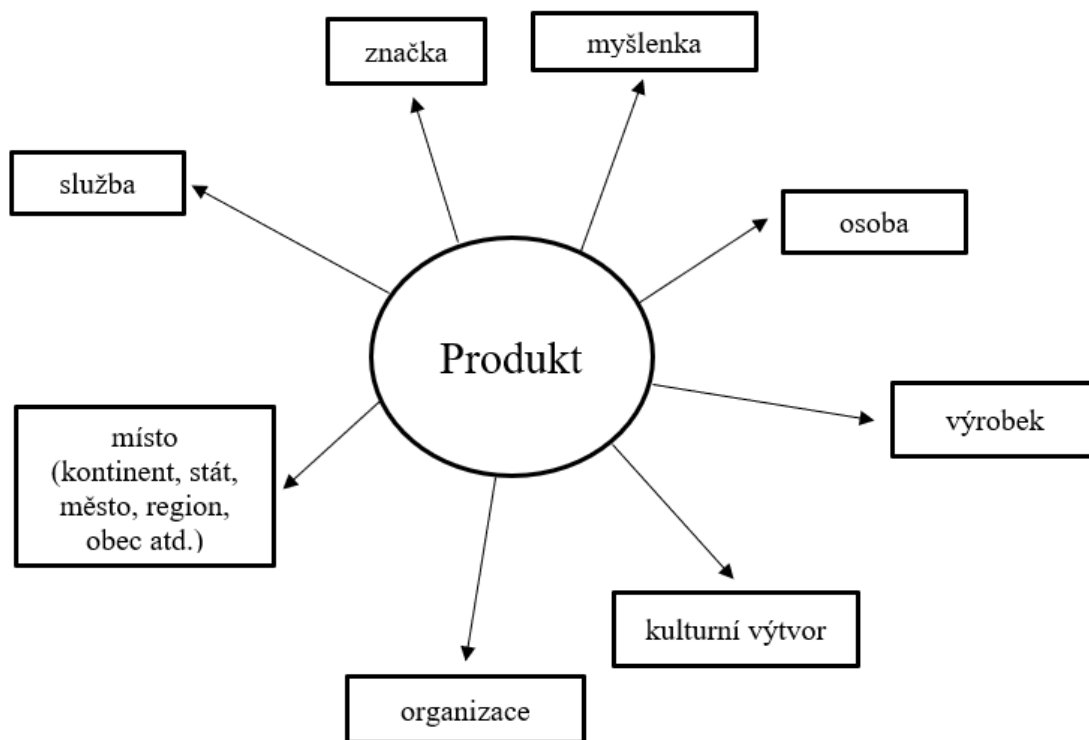 značka
myšlenka
služba
osoba
Produkt
výrobek
místo
(kontinent, stát,
město, region,
obec atd.)
kulturní výtvor
organizace